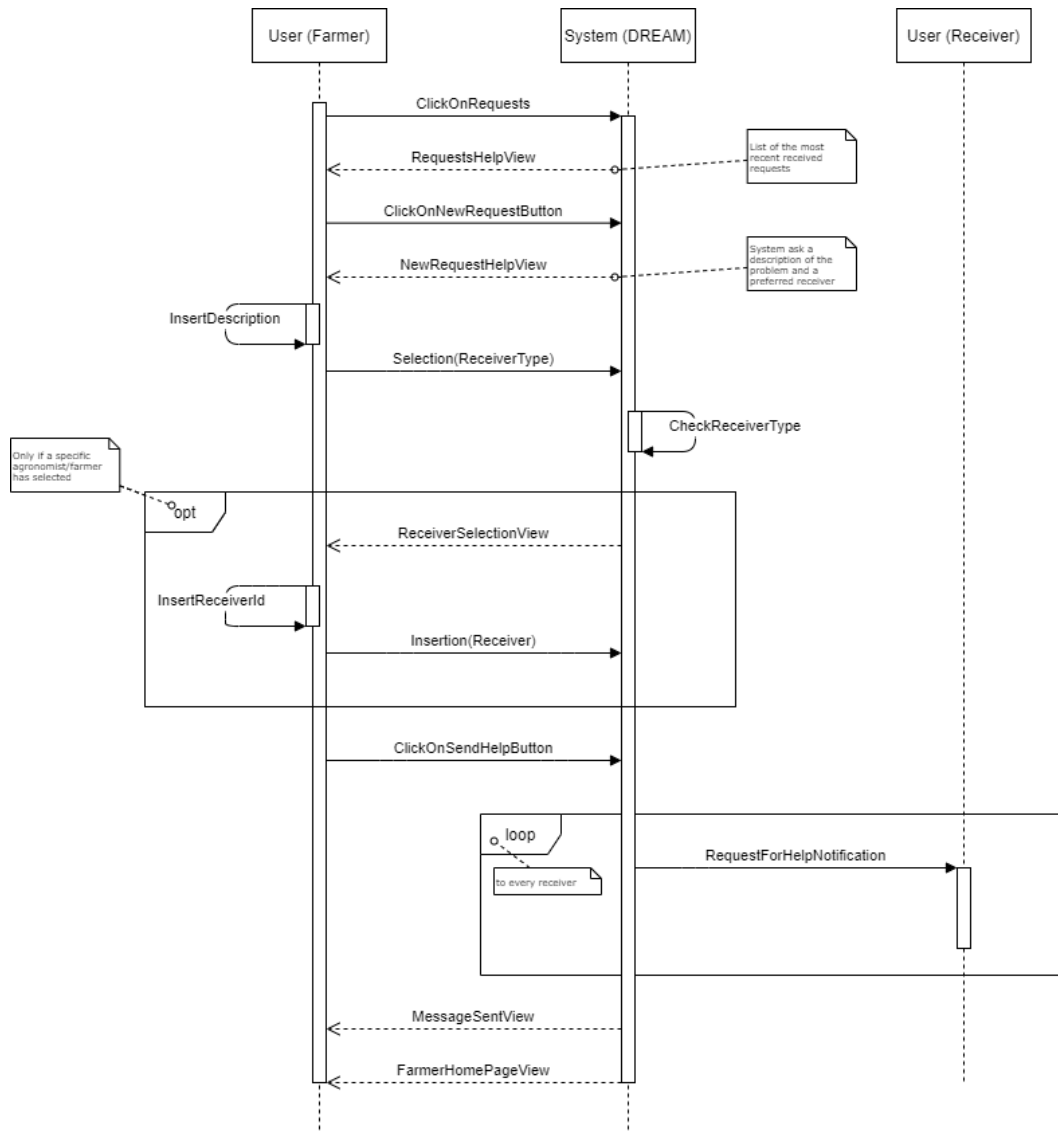 User (Farmer)
System (DREAM)
User (Receiver)
ClickOnRequests
List of the most
recent received
requests
RequestsHelpView
ClickOnNewRequestButton
System ask a
description of the
problem and a
preferred receiver
NewRequestHelpView
InsertDescription
Selection(ReceiverType)
CheckReceiverType
Only if a specific
agronomist/farmer
has selected
opt
ReceiverSelectionView
InsertReceiverId
Insertion(Receiver)
ClickOnSendHelpButton
loop
RequestForHelpNotification
to every receiver
MessageSentView
FarmerHomePageView